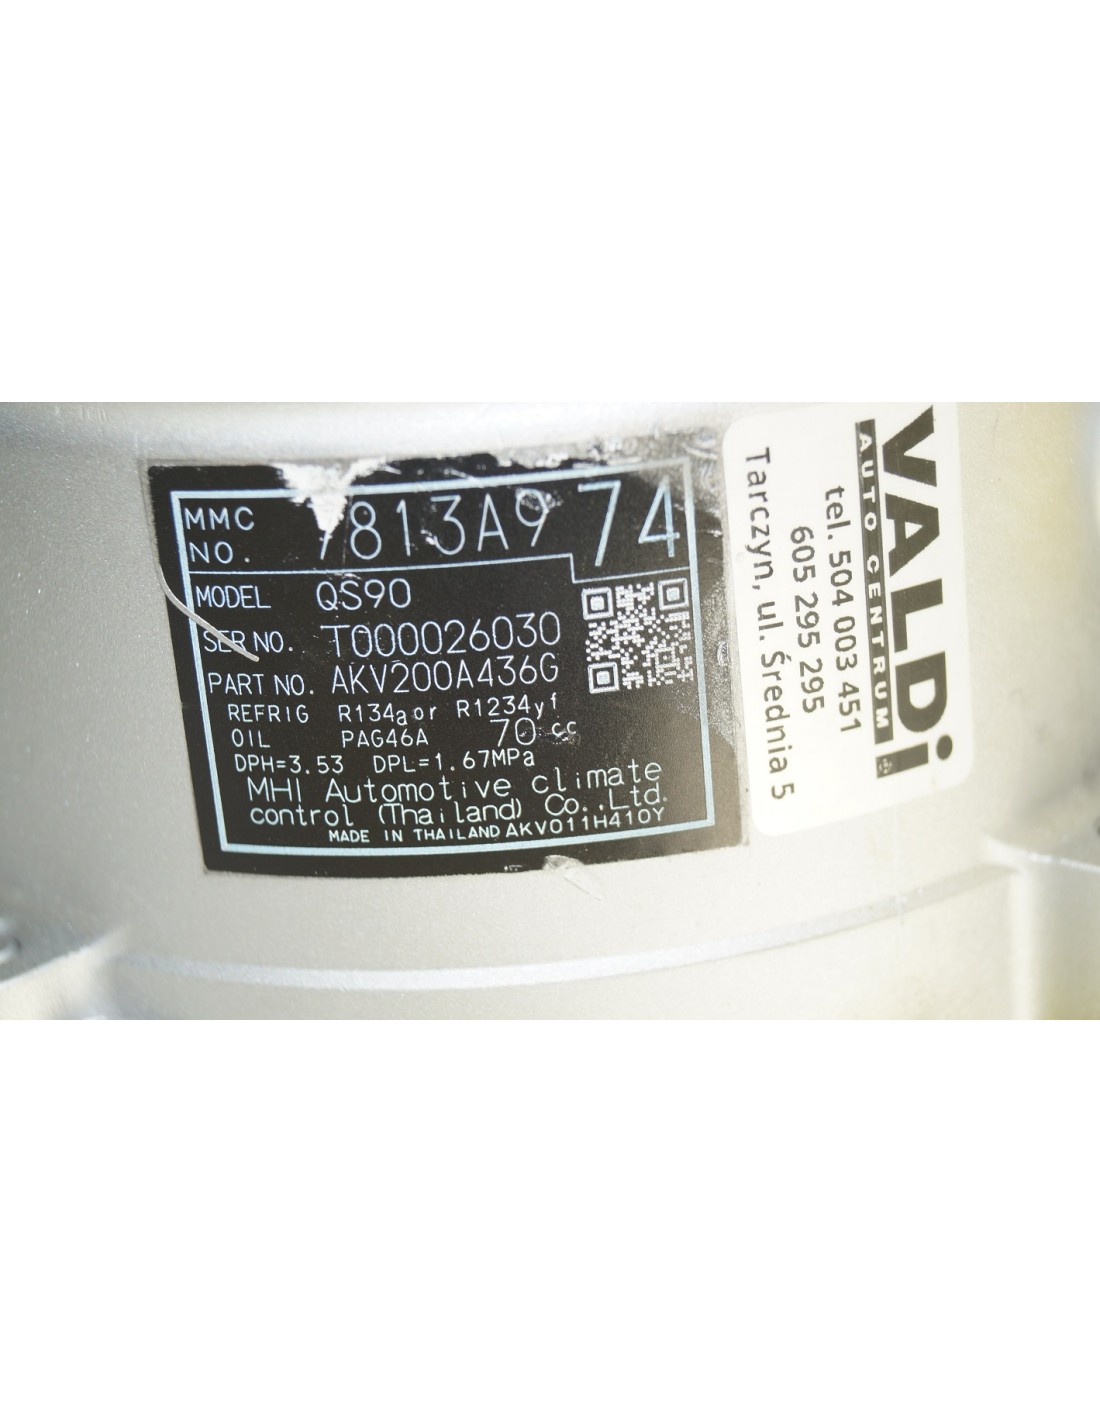 MMC NO. 7813A974
MODEL QS90
SER NO. T000026030
PART NO. AKV200A436G
REFRIG R134a or R1234yf
OIL PAG46A 70 cc
DPH=3.53 DPL=1.67MPa
MHI Automotive Climate
control (Thailand) Co.,Ltd.
MADE IN THAILAND AKV011H410Y
VALDi
AUTO CENTRUM
tel. 504 003 451
605 295 295
Tarczyn, ul. Średnia 5